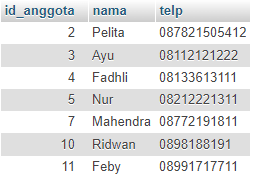 id_anggota nama telp
2 Pelita 087821505412
3 Ayu 08112121222
4 Fadhli 08133613111
5 Nur 08212221311
7 Mahendra 08772191811
10 Ridwan 0898188191
11 Feby 08991717711